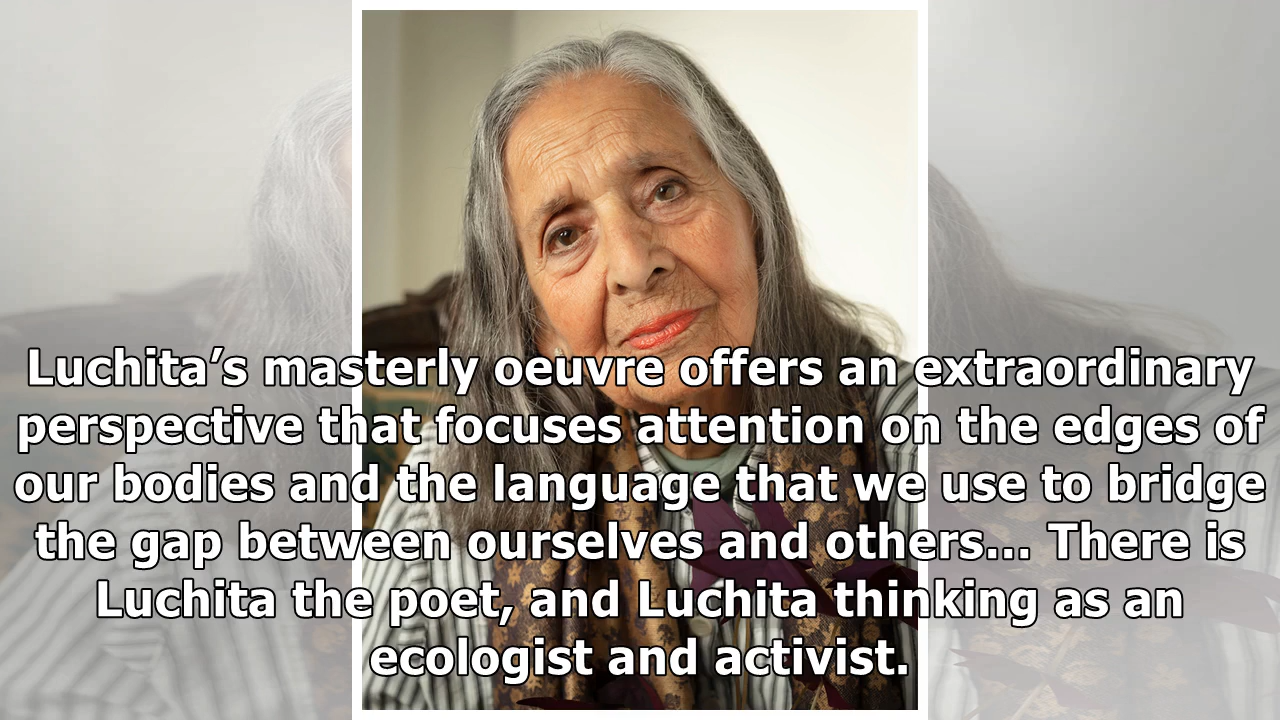 Luchita’s masterly oeuvre offers an extraordinary
perspective that focuses attention on the edges of
our bodies and the language that we use to bridge
the gap between ourselves and others... There is
Luchita the poet, and Luchita thinking as an
ecologist and activist.